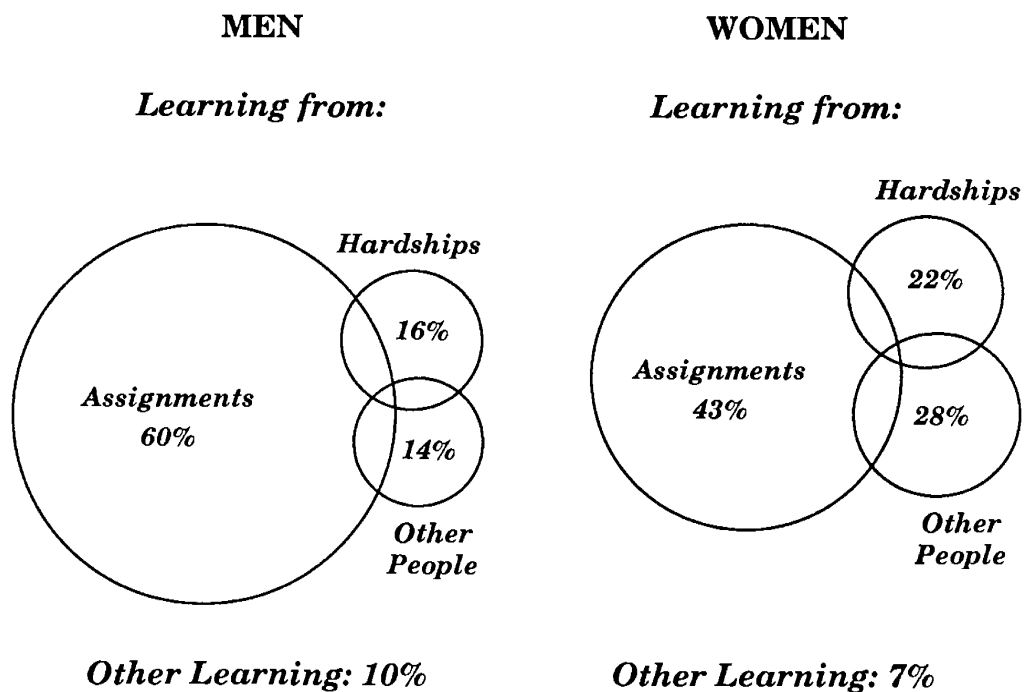 MEN
Learning from:
Hardships
16%
Assignments
60%
14%
Other
People
Other Learning: 10%
WOMEN
Learning from:
Hardships
22%
Assignments
43%
28%
Other
People
Other Learning: 7%